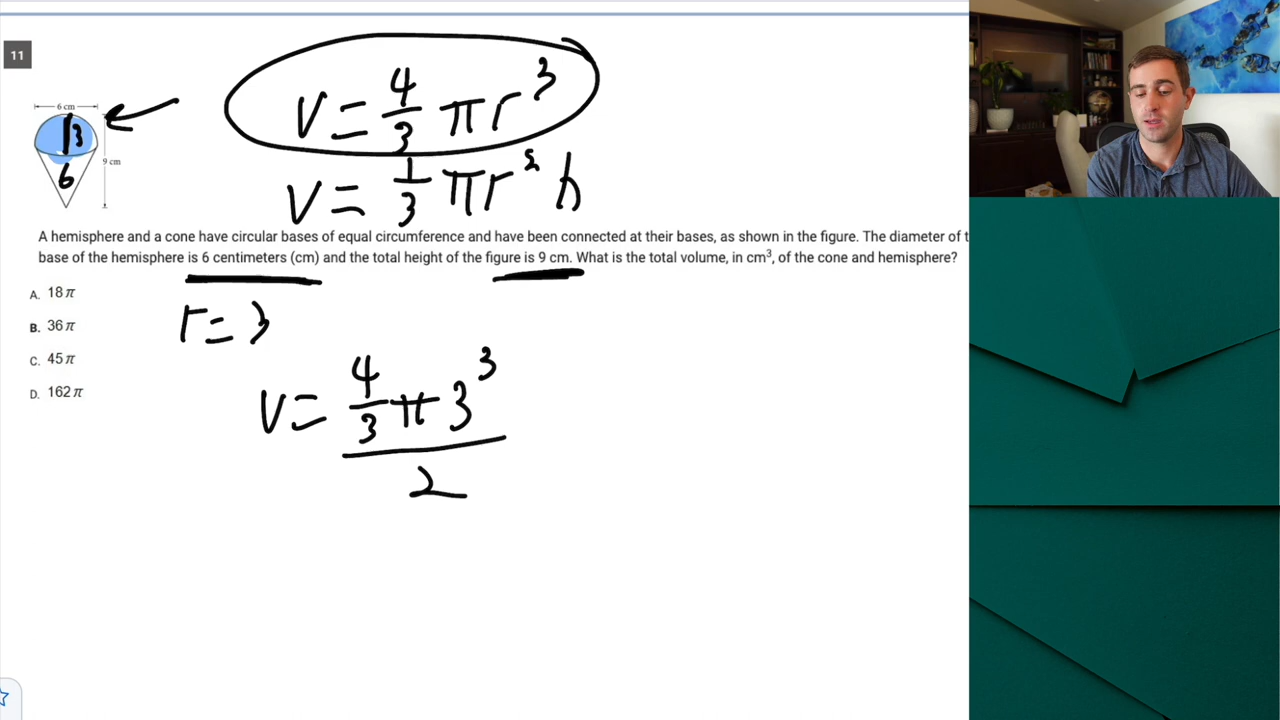 11
6 cm
3
9 cm
6
V = 4/3 πr³
V = 1/3 πr² h
A hemisphere and a cone have circular bases of equal circumference and have been connected at their bases, as shown in the figure. The diameter of t
base of the hemisphere is 6 centimeters (cm) and the total height of the figure is 9 cm. What is the total volume, in cm³, of the cone and hemisphere?
A. 18π
B. 36π
C. 45π
D. 162π
r = 3
V = 4/3 π 3³
2